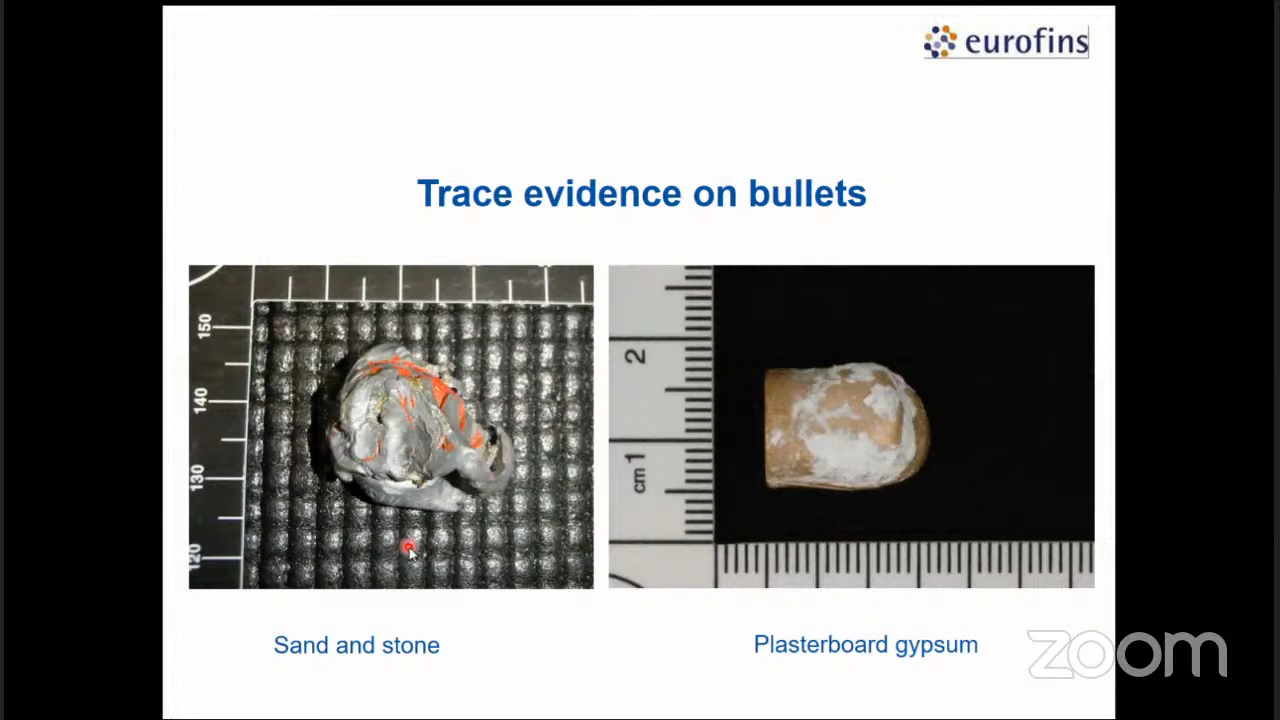 eurofins
Trace evidence on bullets
150
140
130
120
2
cm 1
Sand and stone
Plasterboard gypsum
zoom